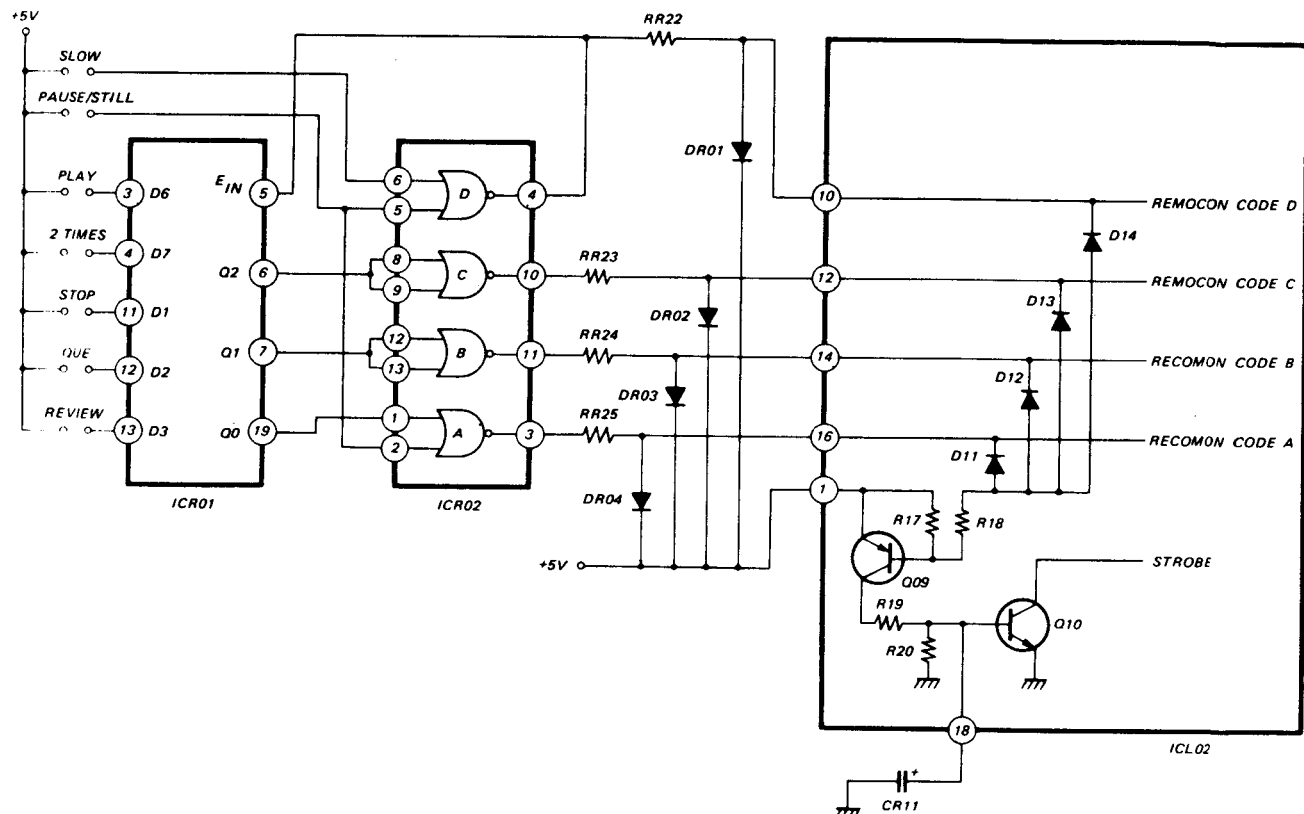 +5V
SLOW
PAUSE/STILL
PLAY
2 TIMES
STOP
QUE
REVIEW
3 D6
4 D7
11 D1
12 D2
13 D3
EIN 5
Q2 6
Q1 7
Q0 19
ICR01
6
5
D
4
8
9
C
10
12
13
B
11
1
2
A
3
ICR02
RR22
RR23
RR24
RR25
DR01
DR02
DR03
DR04
+5V
10
12
14
16
1
REMOCON CODE D
D14
REMOCON CODE C
D13
RECOMON CODE B
D12
RECOMON CODE A
D11
R17
R18
Q09
STROBE
R19
Q10
R20
18
ICL02
+
CR11